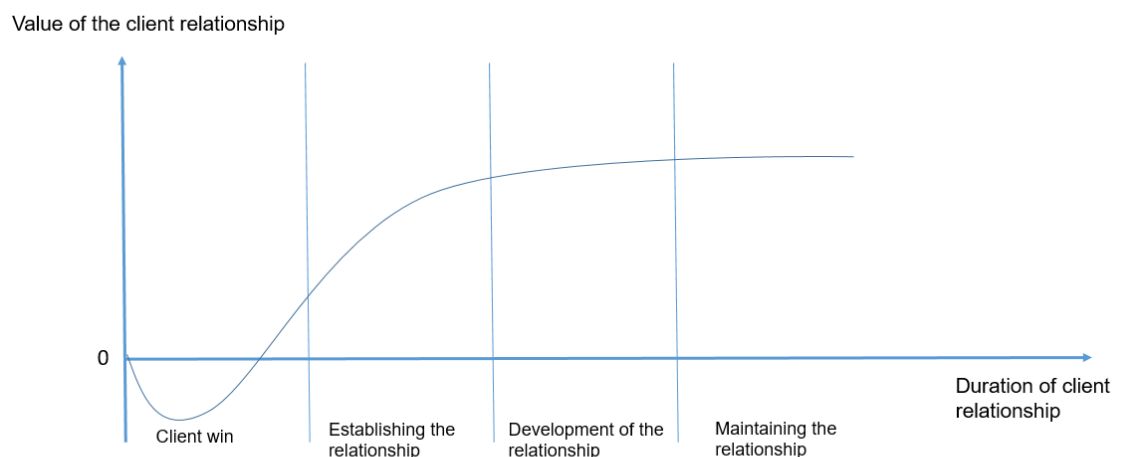 Value of the client relationship
0
Duration of client
relationship
Client win
Establishing the
relationship
Development of the
relationship
Maintaining the
relationship